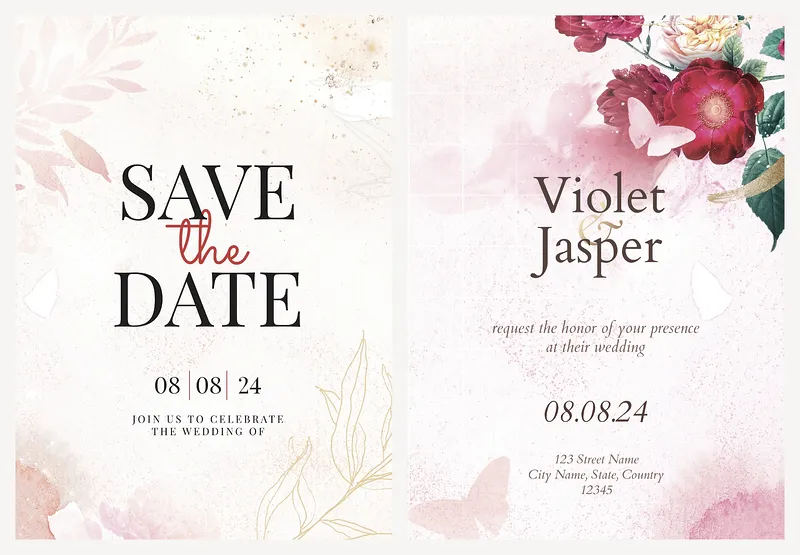 SAVE
the
DATE
08 | 08 | 24
JOIN US TO CELEBRATE
THE WEDDING OF
Violet
&
Jasper
request the honor of your presence
at their wedding
08.08.24
123 Street Name
City Name, State, Country
12345